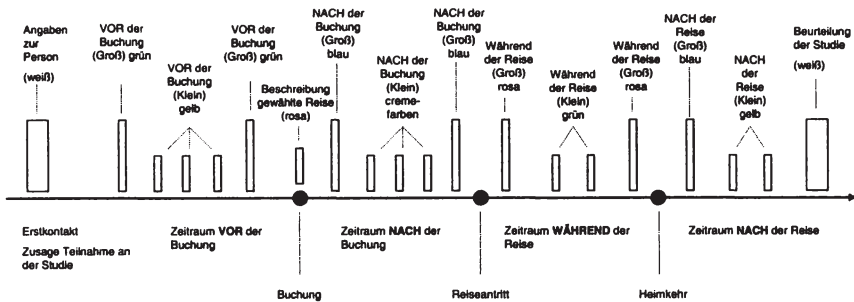 Angaben
zur
Person
(weiß)
VOR der
Buchung
(Groß) grün
VOR der
Buchung
(Klein)
gelb
VOR der
Buchung
(Groß) grün
Beschreibung
gewählte Reise
(rosa)
NACH der
Buchung
(Groß)
blau
NACH der
Buchung
(Klein)
creme-
farben
NACH der
Buchung
(Groß)
blau
Während
der Reise
(Groß)
rosa
Während
der Reise
(Klein)
grün
Während
der Reise
(Groß)
rosa
NACH der
Reise
(Groß)
blau
NACH
der
Reise
(Klein)
gelb
Beurteilung
der Studie
(weiß)
Erstkontakt
Zusage Teilnahme an
der Studie
Zeitraum VOR der
Buchung
Zeitraum NACH der
Buchung
Zeitraum WÄHREND der
Reise
Zeitraum NACH der Reise
Buchung
Reiseantritt
Heimkehr